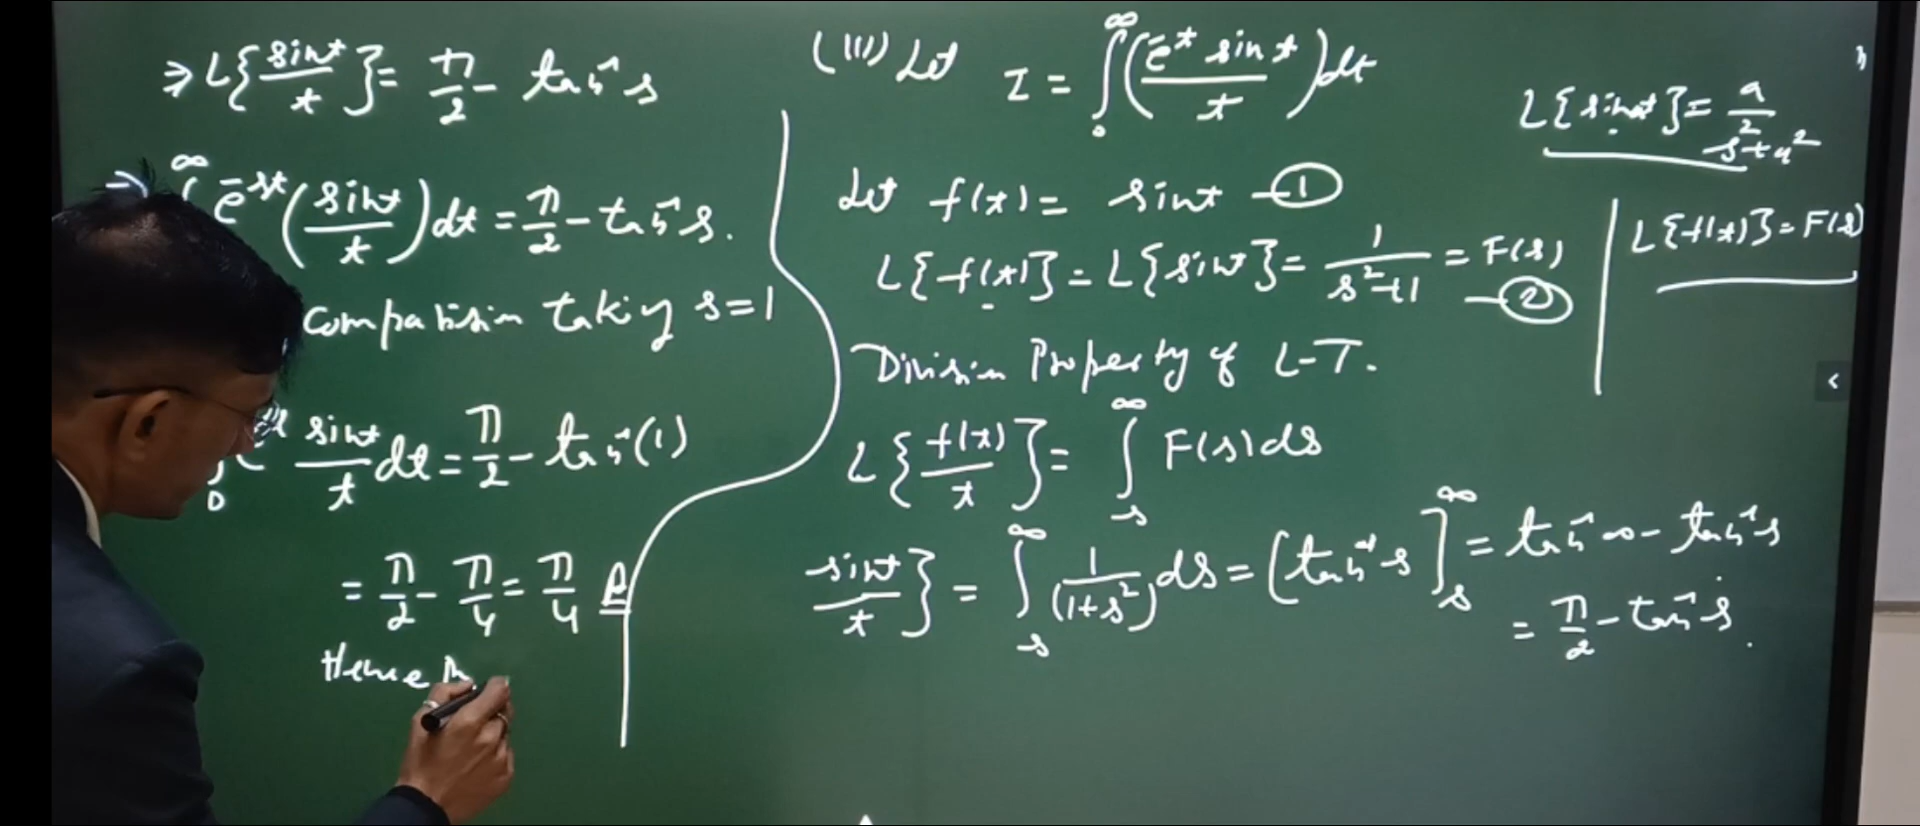 (III) Let I = ∫₀^∞ (e^-t sin t / t) dt
L{sin at} = a / s²+a²
Let f(t) = sin t — ①
L{f(t)} = L{sin t} = 1 / s²+1 = F(s) — ②
L{f(t)} = F(s)
Division Property of L-T.
L{f(t)/t} = ∫_s^∞ F(s) ds
sin t / t} = ∫_s^∞ 1/(1+s²) ds = [tan⁻¹ s]_s^∞ = tan⁻¹ ∞ - tan⁻¹ s
= π/2 - tan⁻¹ s.
⇒ L{sin t / t} = π/2 - tan⁻¹ s
∞ e^-st (sin t / t) dt = π/2 - tan⁻¹ s.
comparision taking s = 1
0 sin t / t dt = π/2 - tan⁻¹(1)
= π/2 - π/4 = π/4
Hence